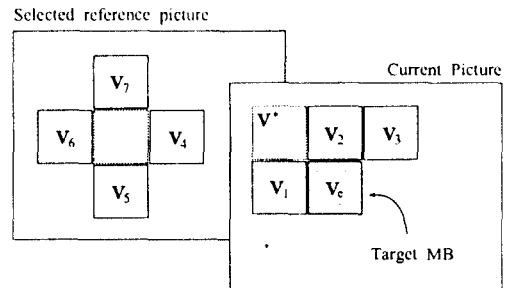 Selected reference picture
V7
Current Picture
V6
V4
V*
V2
V3
V5
V1
Vc
Target MB